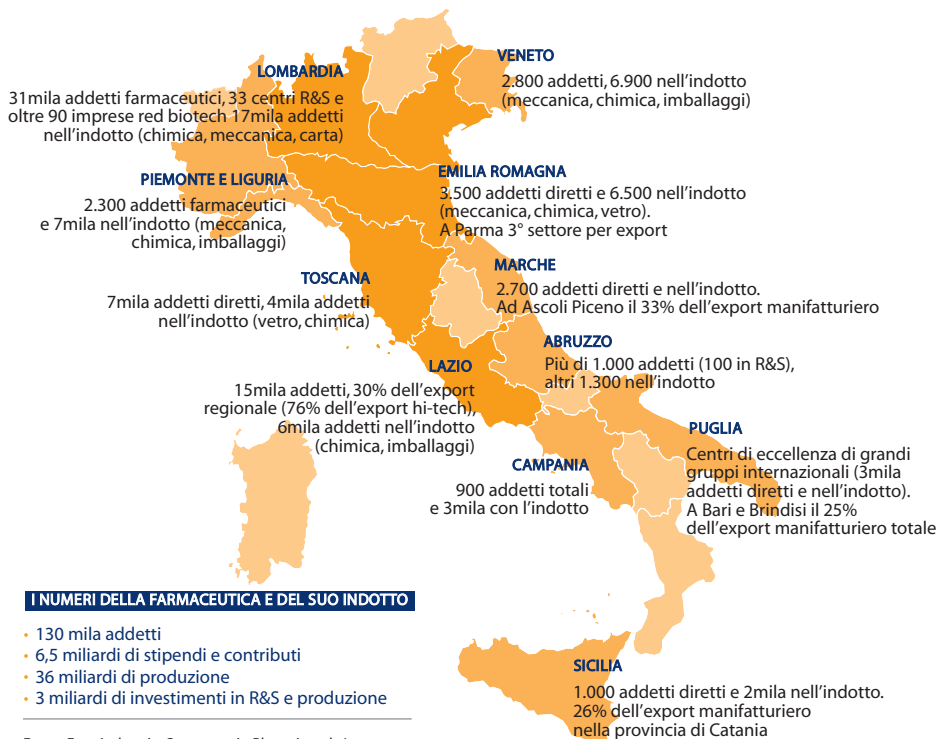 LOMBARDIA
31mila addetti farmaceutici, 33 centri R&S e
oltre 90 imprese red biotech 17mila addetti
nell'indotto (chimica, meccanica, carta)
VENETO
2.800 addetti, 6.900 nell'indotto
(meccanica, chimica, imballaggi)
PIEMONTE E LIGURIA
2.300 addetti farmaceutici
e 7mila nell'indotto (meccanica,
chimica, imballaggi)
EMILIA ROMAGNA
3.500 addetti diretti e 6.500 nell'indotto
(meccanica, chimica, vetro).
A Parma 3° settore per export
TOSCANA
7mila addetti diretti, 4mila addetti
nell'indotto (vetro, chimica)
MARCHE
2.700 addetti diretti e nell'indotto.
Ad Ascoli Piceno il 33% dell'export manifatturiero
LAZIO
15mila addetti, 30% dell'export
regionale (76% dell'export hi-tech),
6mila addetti nell'indotto
(chimica, imballaggi)
ABRUZZO
Più di 1.000 addetti (100 in R&S),
altri 1.300 nell'indotto
CAMPANIA
900 addetti totali
e 3mila con l'indotto
PUGLIA
Centri di eccellenza di grandi
gruppi internazionali (3mila
addetti diretti e nell'indotto).
A Bari e Brindisi il 25%
dell'export manifatturiero totale
I NUMERI DELLA FARMACEUTICA E DEL SUO INDOTTO
• 130 mila addetti
• 6,5 miliardi di stipendi e contributi
• 36 miliardi di produzione
• 3 miliardi di investimenti in R&S e produzione
SICILIA
1.000 addetti diretti e 2mila nell'indotto.
26% dell'export manifatturiero
nella provincia di Catania